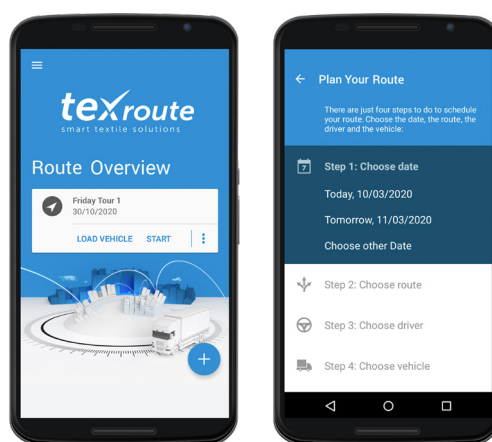 texroute
smart textile solutions
Route Overview
Friday Tour 1
30/10/2020
LOAD VEHICLE START
Plan Your Route
There are just four steps to do to schedule
your route. Choose the date, the route, the
driver and the vehicle:
7
Step 1: Choose date
Today, 10/03/2020
Tomorrow, 11/03/2020
Choose other Date
Step 2: Choose route
Step 3: Choose driver
Step 4: Choose vehicle